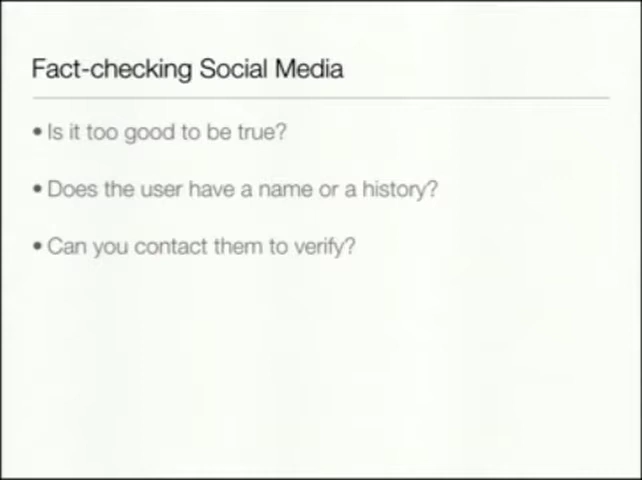 Fact-checking Social Media
• Is it too good to be true?
• Does the user have a name or a history?
• Can you contact them to verify?